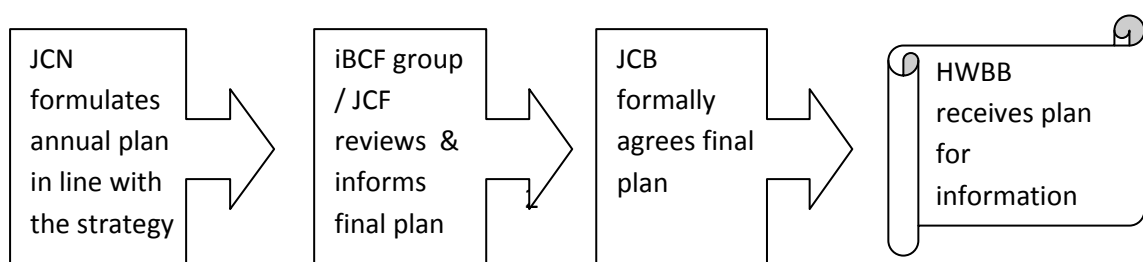 JCN
formulates
annual plan
in line with
the strategy
iBCF group
/ JCF
reviews &
informs
final plan
JCB
formally
agrees final
plan
HWBB
receives plan
for
information